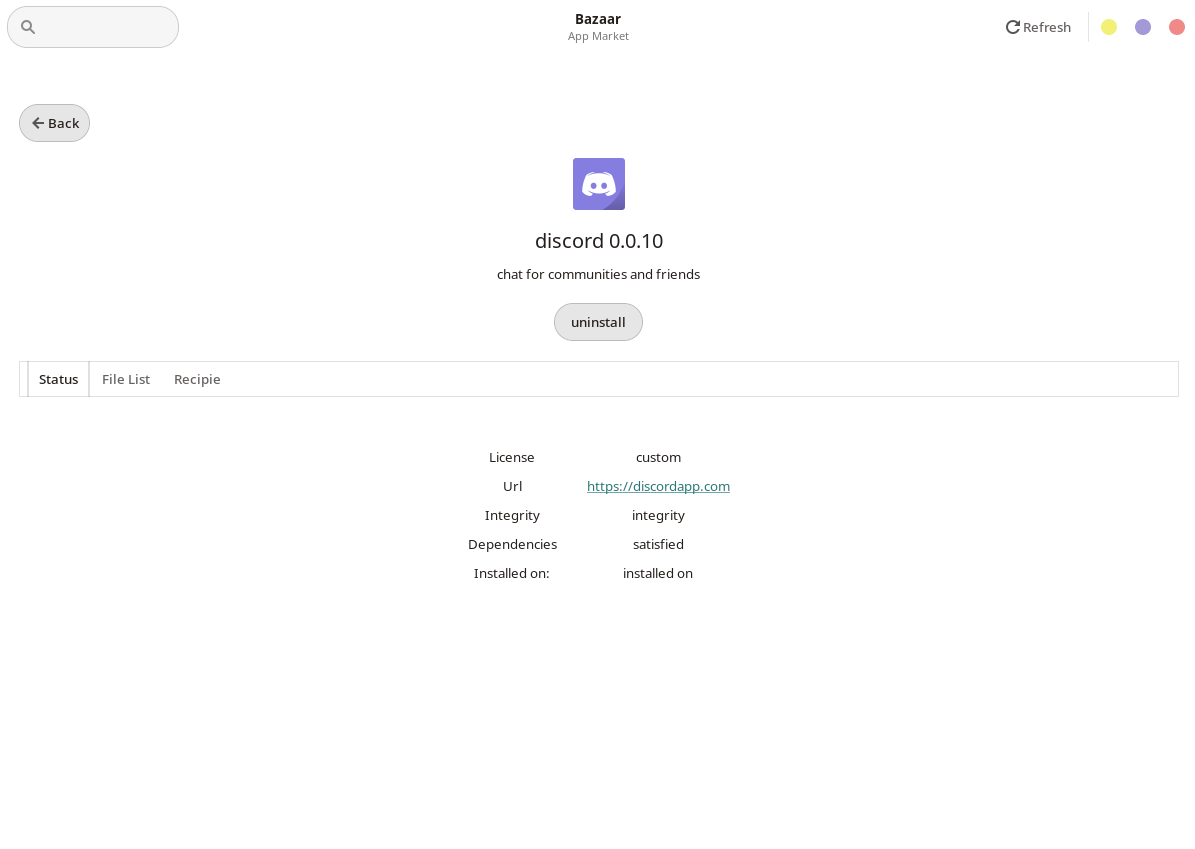 Bazaar
App Market
Refresh
Back
discord 0.0.10
chat for communities and friends
uninstall
Status File List Recipie
License custom
Url https://discordapp.com
Integrity integrity
Dependencies satisfied
Installed on: installed on